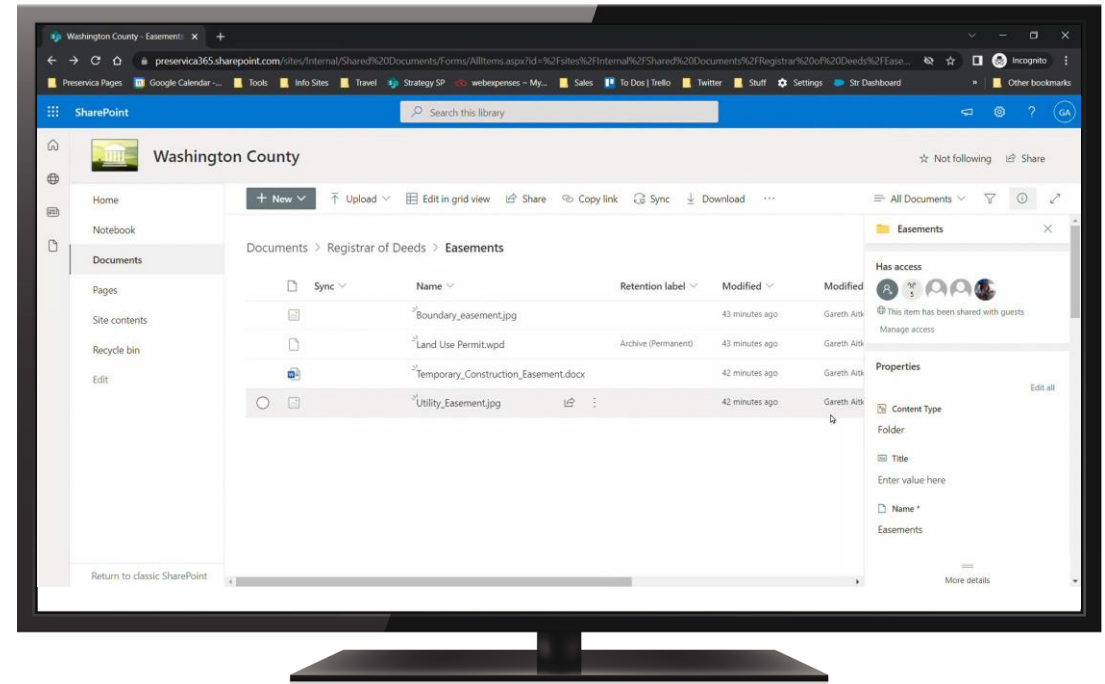 Washington County - Easements
preservica365.sharepoint.com/sites/Internal/Shared%20Documents/Forms/AllItems.aspx?id=%2Fsites%2FInternal%2FShared%20Documents%2FRegistrar%20of%20Deeds%2FEase...
Incognito
Preservica Pages Google Calendar -... Tools Info Sites Travel Strategy SP webexpenses – My... Sales To Dos | Trello Twitter Stuff Settings Str Dashboard » Other bookmarks
SharePoint
Search this library
GA
Washington County
Not following
Share
Home
Notebook
Documents
Pages
Site contents
Recycle bin
Edit
Return to classic SharePoint
+ New Upload Edit in grid view Share Copy link Sync Download ... All Documents
Documents > Registrar of Deeds > Easements
Sync Name Retention label Modified Modified
Boundary_easement.jpg 43 minutes ago Gareth Aitk
Land Use Permit.wpd Archive (Permanent) 43 minutes ago Gareth Aitk
Temporary_Construction_Easement.docx 42 minutes ago Gareth Aitk
Utility_Easement.jpg 42 minutes ago Gareth Aitk
Easements
Has access
This item has been shared with guests
Manage access
Properties
Edit all
Content Type
Folder
Title
Enter value here
Name *
Easements
More details